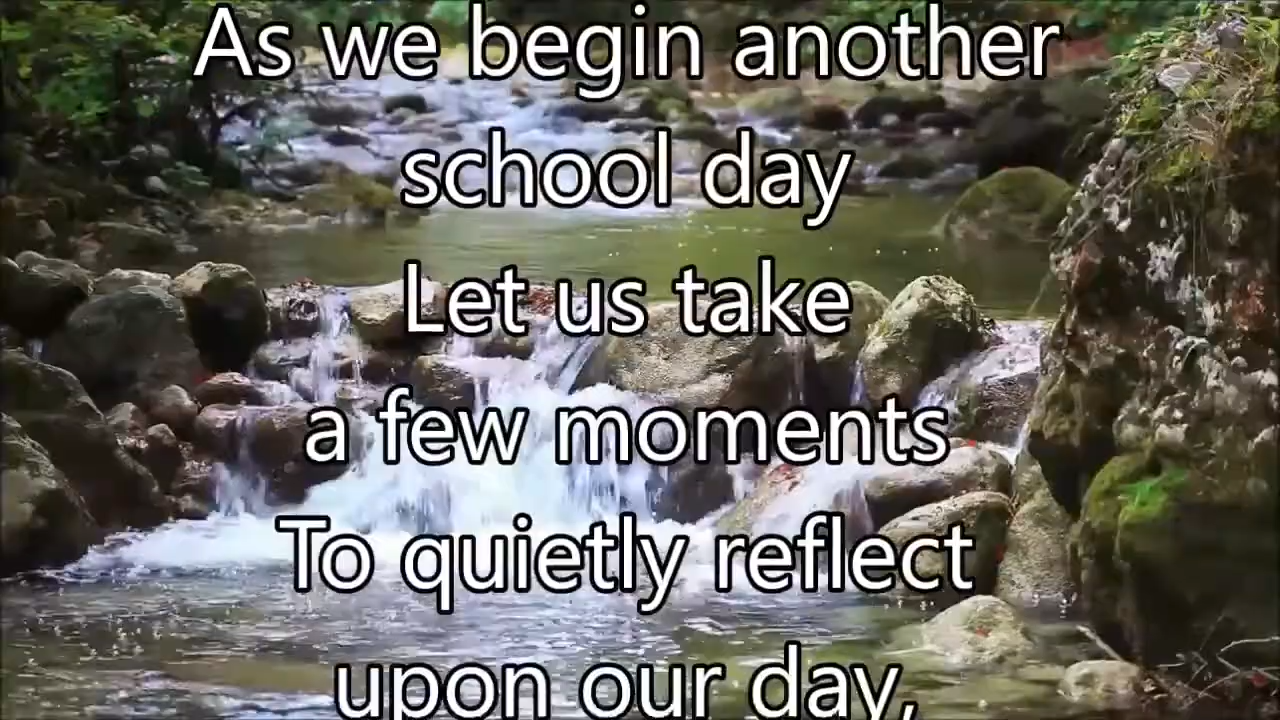 As we begin another
school day
Let us take
a few moments
To quietly reflect
upon our day,